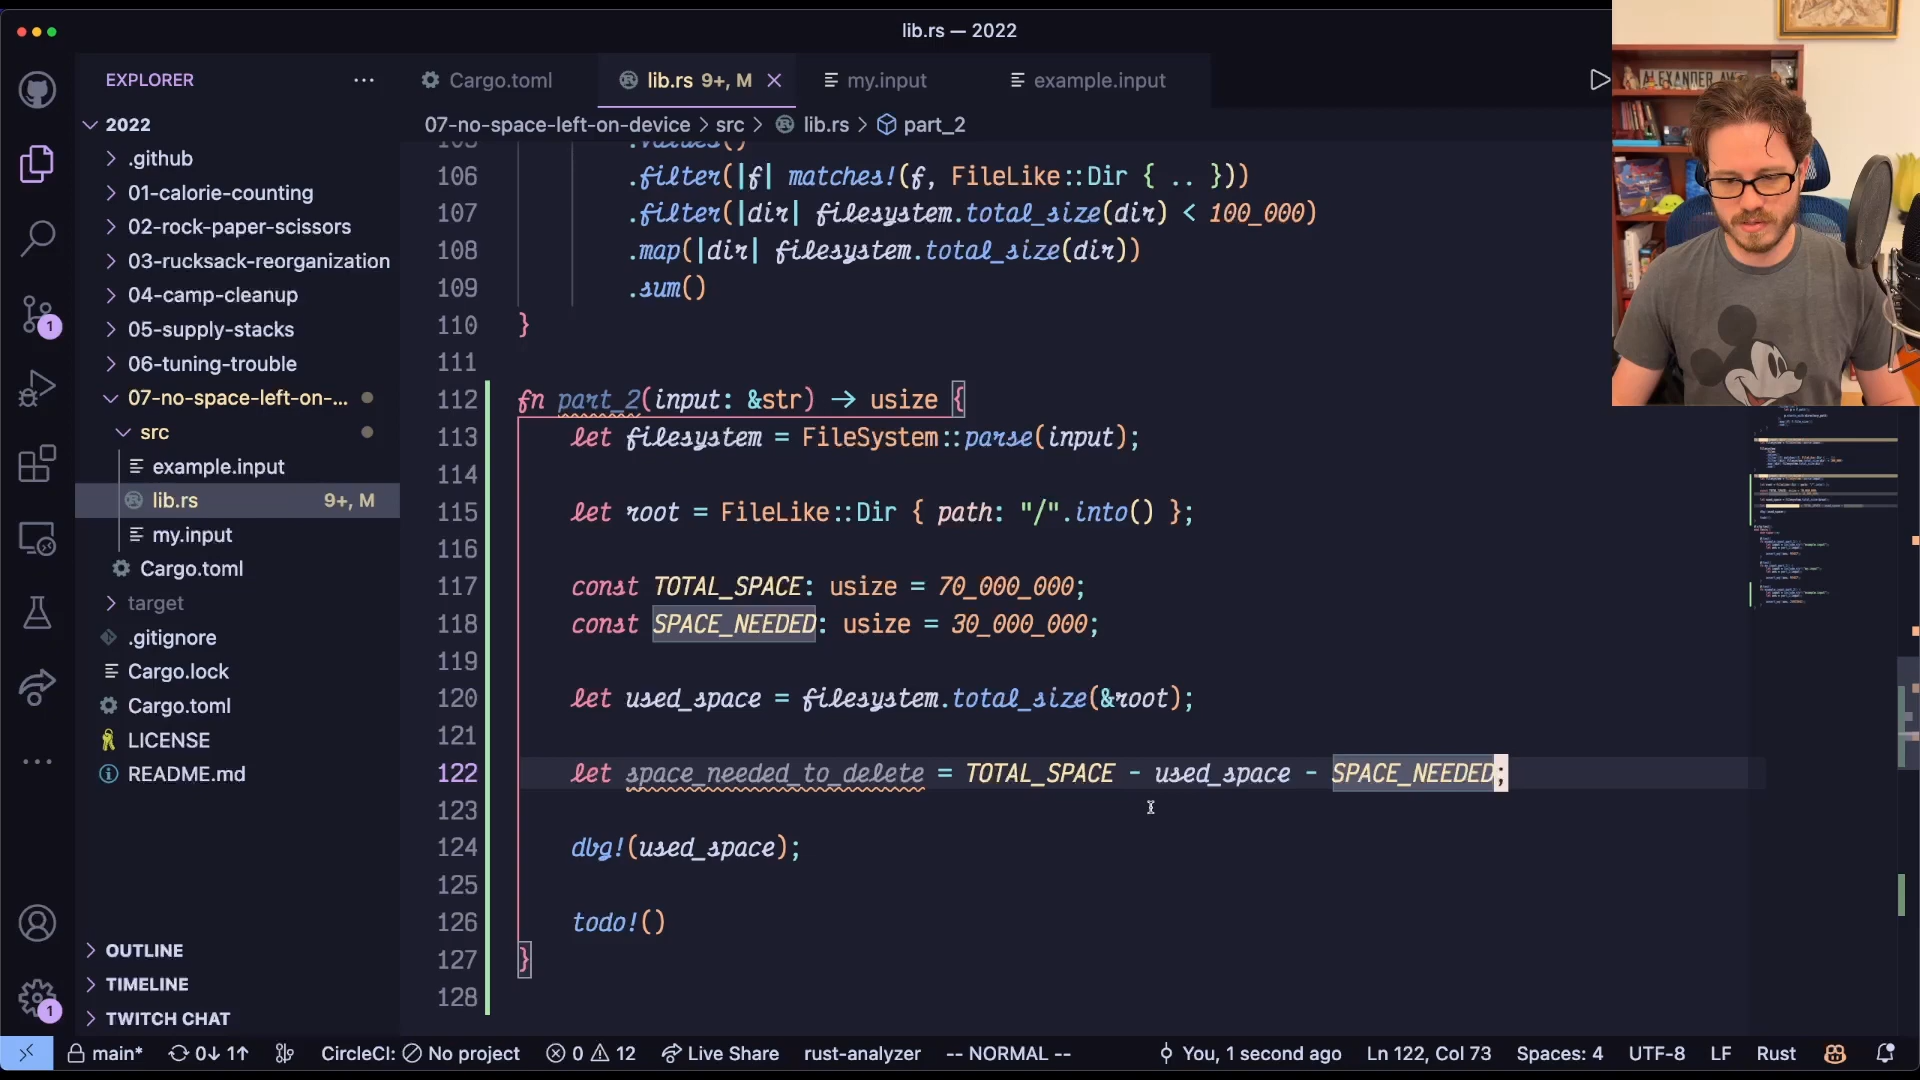 lib.rs — 2022
EXPLORER
Cargo.toml
lib.rs 9+, M
my.input
example.input
07-no-space-left-on-device > src > lib.rs > part_2
2022
.github
01-calorie-counting
02-rock-paper-scissors
03-rucksack-reorganization
04-camp-cleanup
05-supply-stacks
06-tuning-trouble
07-no-space-left-on-...
src
example.input
lib.rs 9+, M
my.input
Cargo.toml
target
.gitignore
Cargo.lock
Cargo.toml
LICENSE
README.md
OUTLINE
TIMELINE
TWITCH CHAT
1
1
105 .values()
106 .filter(|f| matches!(f, FileLike::Dir { .. }))
107 .filter(|dir| filesystem.total_size(dir) < 100_000)
108 .map(|dir| filesystem.total_size(dir))
109 .sum()
110 }
111
112 fn part_2(input: &str) -> usize {
113 let filesystem = FileSystem::parse(input);
114
115 let root = FileLike::Dir { path: "/".into() };
116
117 const TOTAL_SPACE: usize = 70_000_000;
118 const SPACE_NEEDED: usize = 30_000_000;
119
120 let used_space = filesystem.total_size(&root);
121
122 let space_needed_to_delete = TOTAL_SPACE - used_space - SPACE_NEEDED;
123
124 dbg!(used_space);
125
126 todo!()
127 }
128
main* 0↓ 1↑ CircleCI: No project 0 12 Live Share rust-analyzer -- NORMAL -- You, 1 second ago Ln 122, Col 73 Spaces: 4 UTF-8 LF Rust